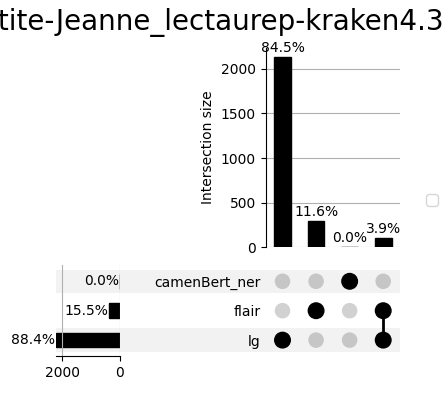 tite-Jeanne_lectaurep-kraken4.3
84.5%
2000
1500
1000
500
0
Intersection size
11.6%
0.0%
3.9%
0.0%
camenBert_ner
15.5%
flair
88.4%
lg
2000
0